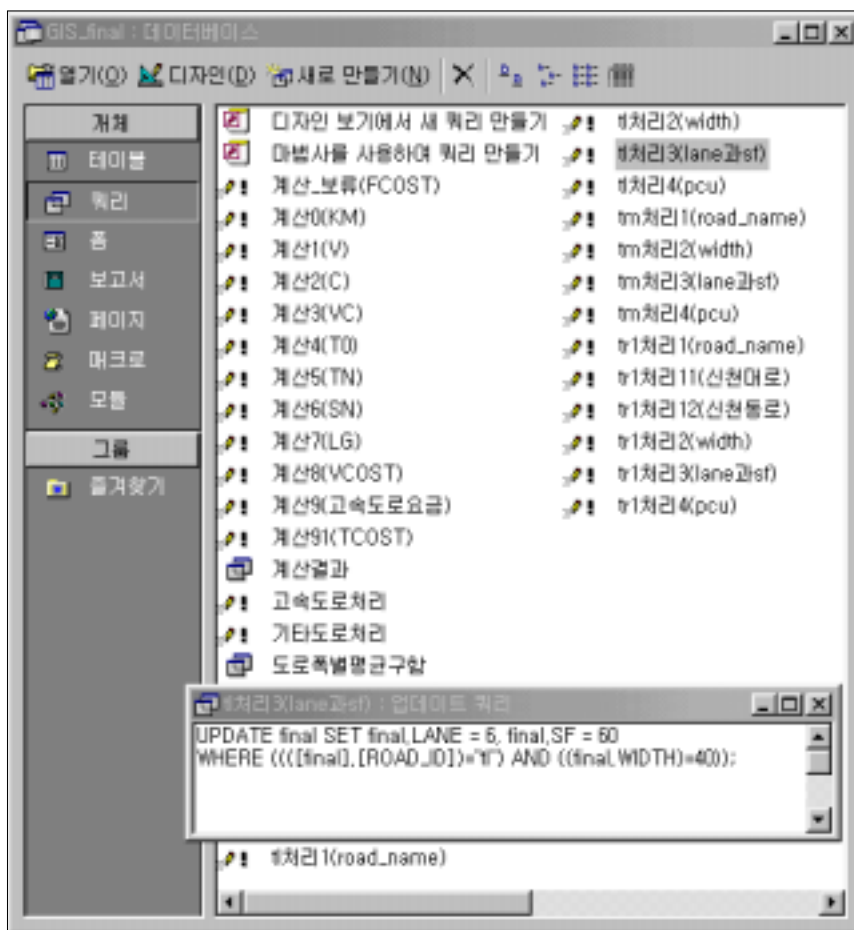 GIS_final : 데이터베이스
열기(O) 디자인(D) 새로 만들기(N)
개체
테이블
쿼리
폼
보고서
페이지
매크로
모듈
그룹
즐겨찾기
디자인 보기에서 새 쿼리 만들기
마법사를 사용하여 쿼리 만들기
계산_보류(FCOST)
계산0(KM)
계산1(V)
계산2(C)
계산3(VC)
계산4(T0)
계산5(TN)
계산6(SN)
계산7(LG)
계산8(VCOST)
계산9(고속도로요금)
계산91(TCOST)
계산결과
고속도로처리
기타도로처리
도로폭별평균구함
tl처리1(road_name)
tl처리2(width)
tl처리3(lane과sf)
tl처리4(pcu)
tm처리1(road_name)
tm처리2(width)
tm처리3(lane과sf)
tm처리4(pcu)
tr1처리1(road_name)
tr1처리11(신천대로)
tr1처리12(신천동로)
tr1처리2(width)
tr1처리3(lane과sf)
tr1처리4(pcu)
tl처리3(lane과sf) : 업데이트 쿼리
UPDATE final SET final.LANE = 6, final.SF = 60
WHERE ((([final].[ROAD_ID])="tl") AND ((final.WIDTH)=40));